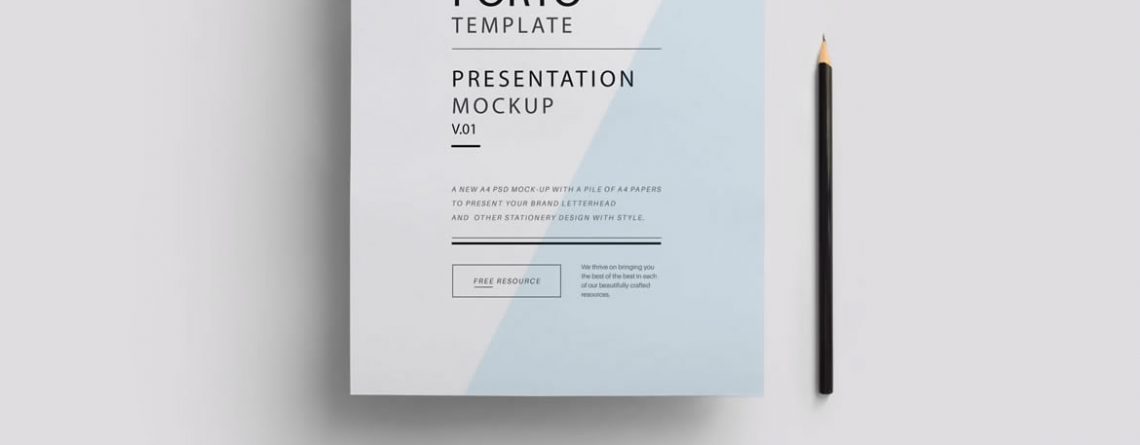 TEMPLATE
PRESENTATION
MOCKUP
V.01
A NEW A4 PSD MOCK-UP WITH A PILE OF A4 PAPERS
TO PRESENT YOUR BRAND LETTERHEAD
AND OTHER STATIONERY DESIGN WITH STYLE.
FREE RESOURCE
We thrive on bringing you
the best of the best in each
of our beautifully crafted
resources.